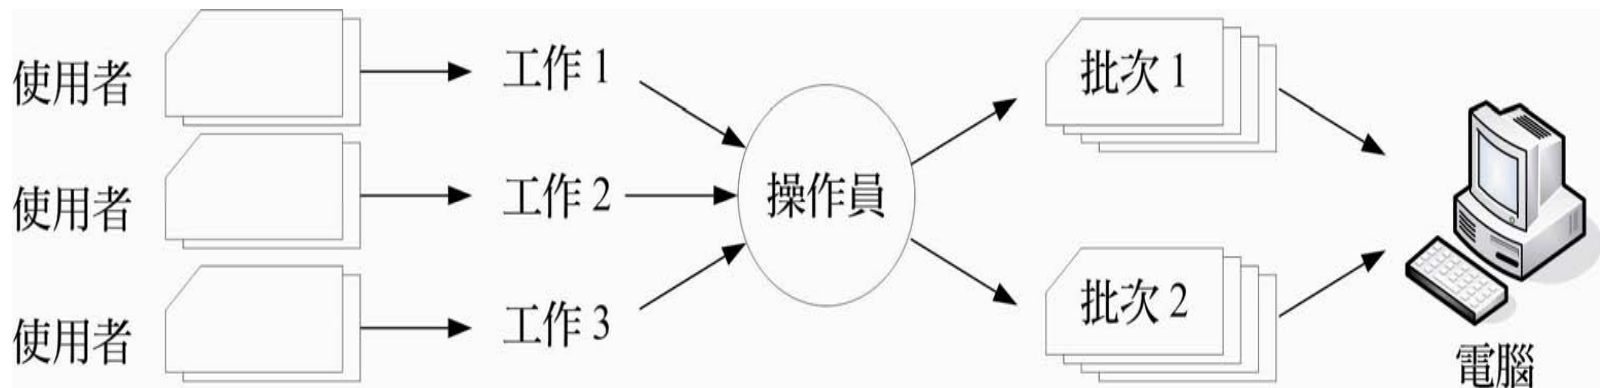 使用者
工作 1
使用者
工作 2
使用者
工作 3
操作員
批次 1
批次 2
電腦